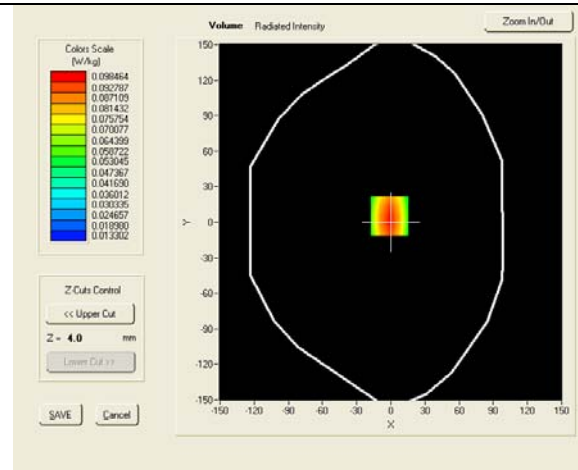 Volume Radiated Intensity
Zoom In/Out
Colors Scale
(W/kg)
0.098464
0.092787
0.087109
0.081432
0.075754
0.070077
0.064399
0.058722
0.053045
0.047367
0.041690
0.036012
0.030335
0.024657
0.018980
0.013302
150-
120-
90-
60-
30-
Y 0-
-30-
-60-
-90-
-120-
-150-
-150 -120 -90 -60 -30 0 30 60 90 120 150
X
Z-Cuts Control
<< Upper Cut
Z = 4.0 mm
Lower Cut >>
SAVE Cancel